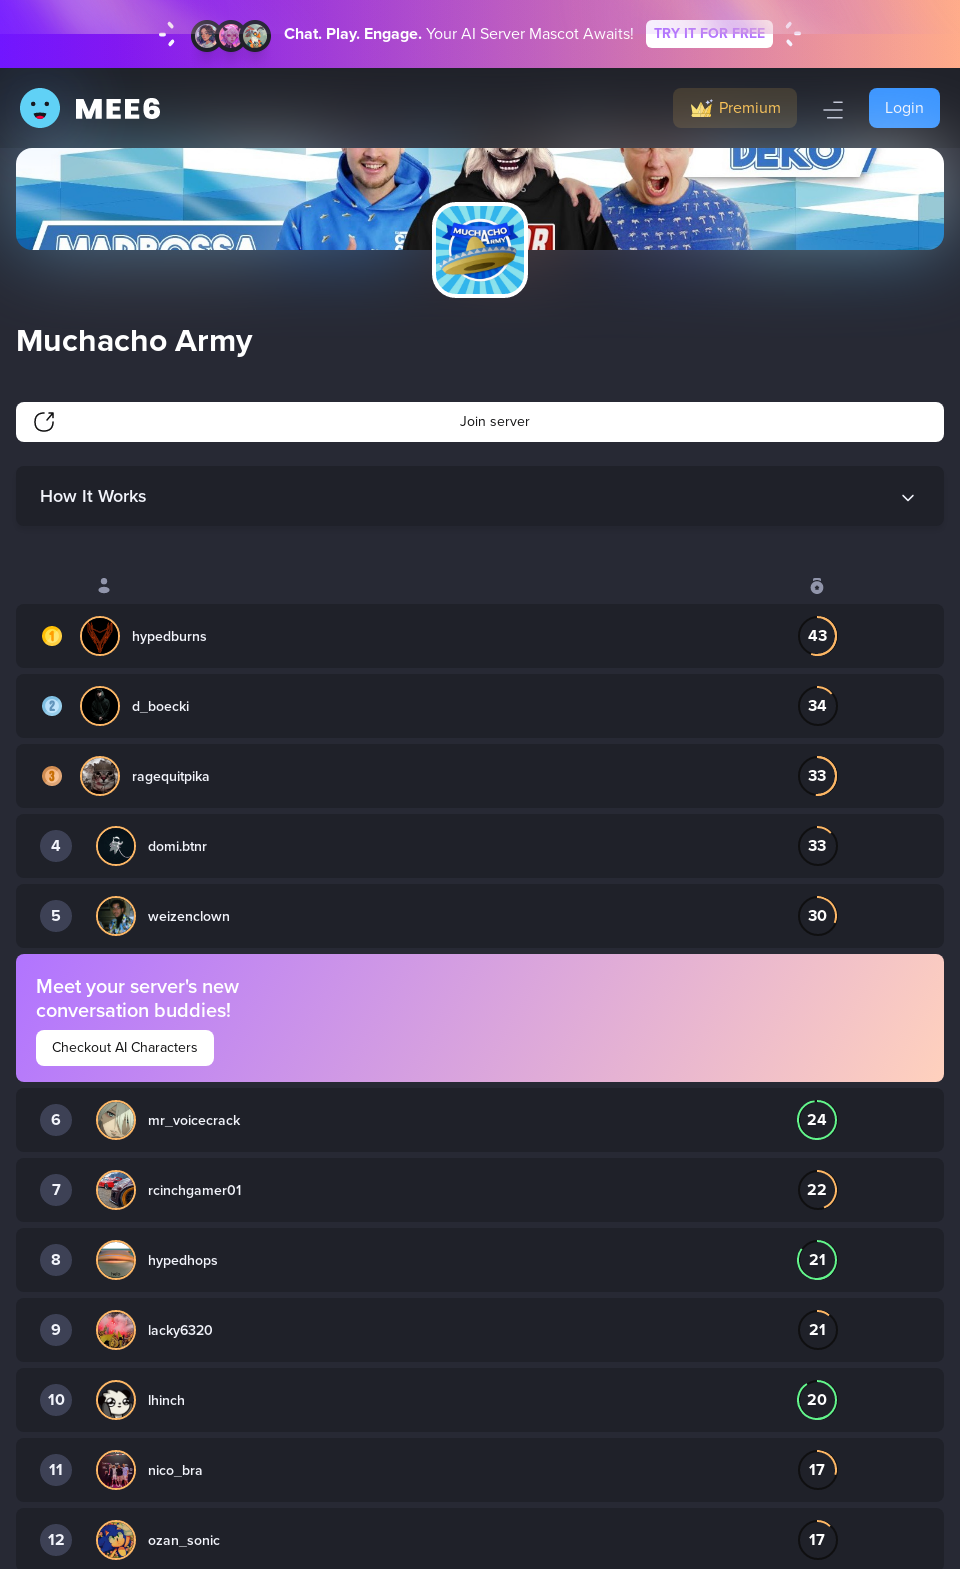 Chat. Play. Engage. Your AI Server Mascot Awaits!
TRY IT FOR FREE
MEE6
Premium
Login
DERO
MADBOSSA
MUCHACHO
ARMY
Muchacho Army
Join server
How It Works
1 hypedburns 43
2 d_boecki 34
3 ragequitpika 33
4 domi.btnr 33
5 weizenclown 30
Meet your server's new
conversation buddies!
Checkout AI Characters
6 mr_voicecrack 24
7 rcinchgamer01 22
8 hypedhops 21
9 lacky6320 21
10 lhinch 20
11 nico_bra 17
12 ozan_sonic 17